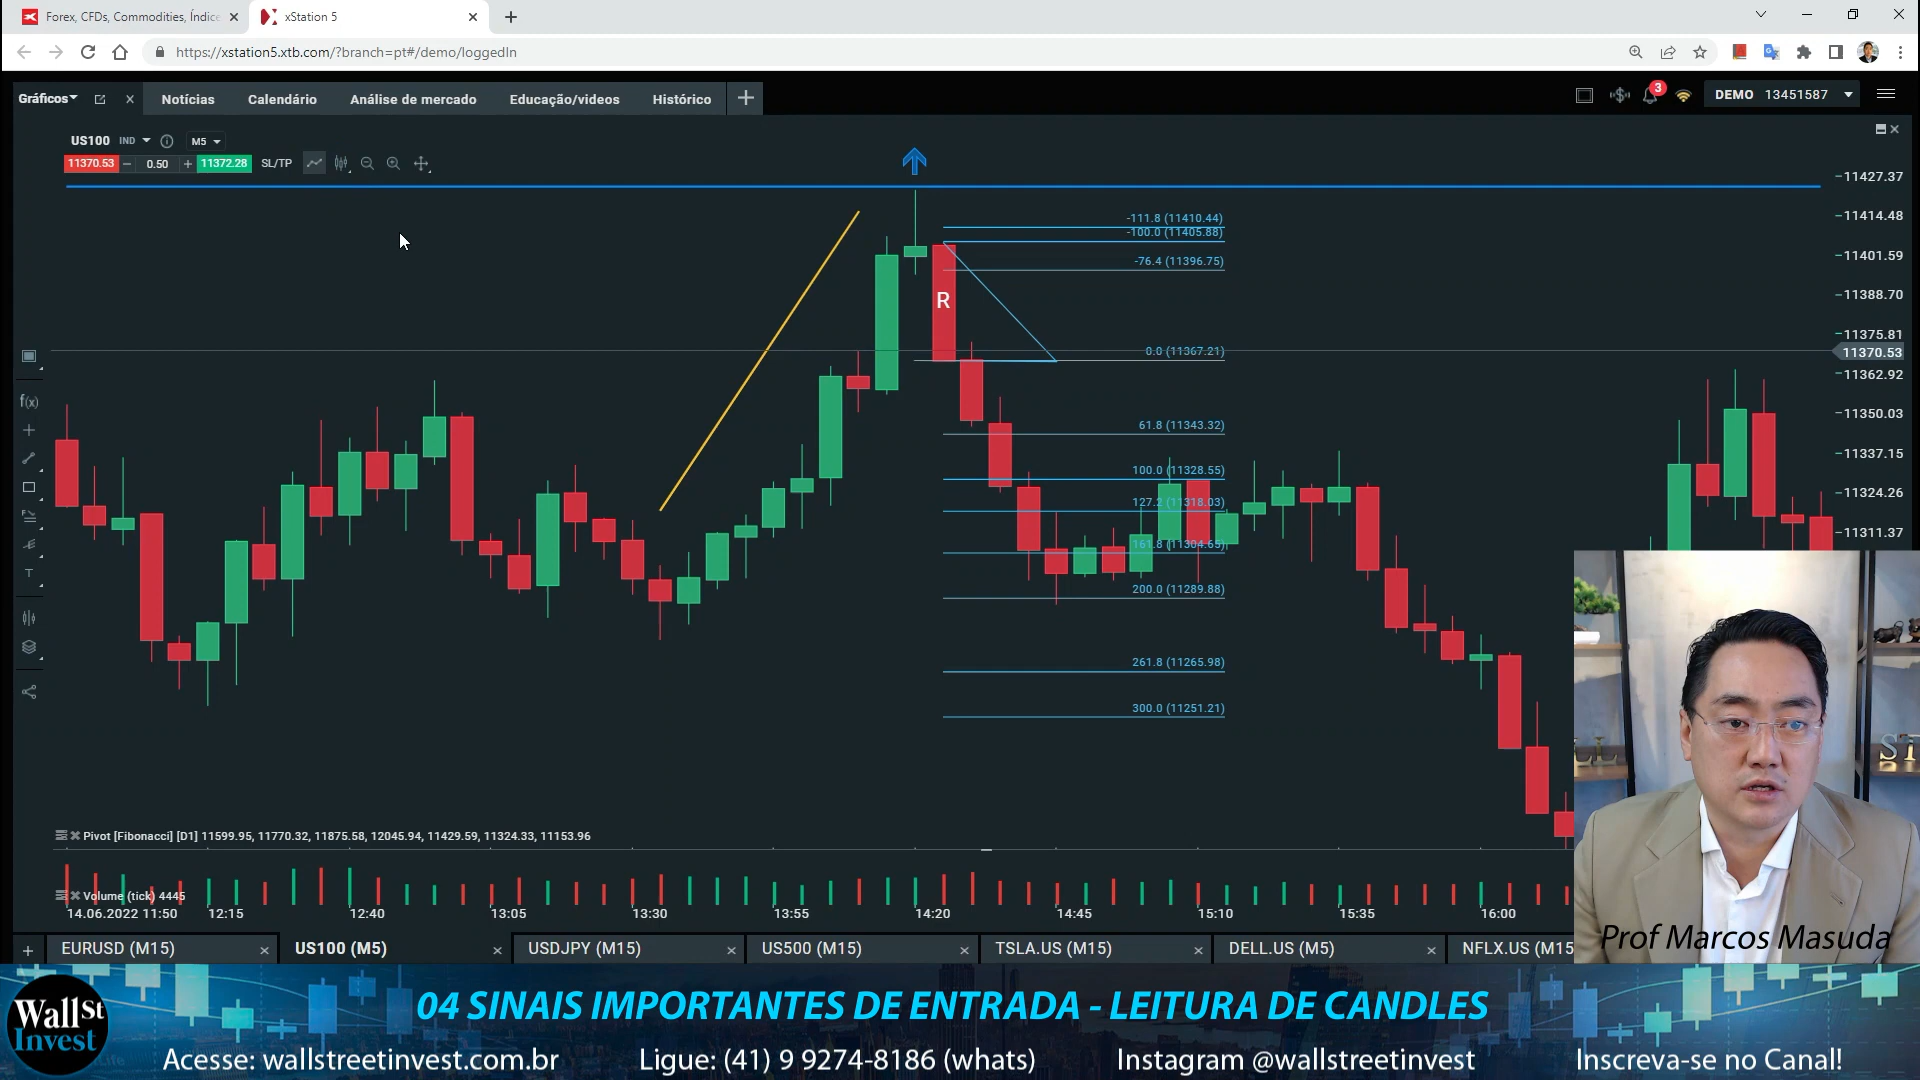 Forex, CFDs, Commodities, Índice
xStation 5
https://xstation5.xtb.com/?branch=pt#/demo/loggedIn
Gráficos
Notícias
Calendário
Análise de mercado
Educação/videos
Histórico
3
DEMO 13451587
US100 IND
M5
11370.53
0.50
11372.28
SL/TP
11427.37
11414.48
11401.59
11388.70
11375.81
11370.53
11362.92
11350.03
11337.15
11324.26
11311.37
-111.8 (11410.44)
-100.0 (11405.88)
-76.4 (11396.75)
R
0.0 (11367.21)
61.8 (11343.32)
100.0 (11328.55)
127.2 (11318.03)
161.8 (11304.65)
200.0 (11289.88)
261.8 (11265.98)
300.0 (11251.21)
f(x)
T
Pivot [Fibonacci] [D1] 11599.95, 11770.32, 11875.58, 12045.94, 11429.59, 11324.33, 11153.96
Volume (tick) 4445
14.06.2022 11:50
12:15
12:40
13:05
13:30
13:55
14:20
14:45
15:10
15:35
16:00
EURUSD (M15)
US100 (M5)
USDJPY (M15)
US500 (M15)
TSLA.US (M15)
DELL.US (M5)
NFLX.US (M15
Prof Marcos Masuda
Wall St
Invest
04 SINAIS IMPORTANTES DE ENTRADA - LEITURA DE CANDLES
Acesse: wallstreetinvest.com.br
Ligue: (41) 9 9274-8186 (whats)
Instagram @wallstreetinvest
Inscreva-se no Canal!